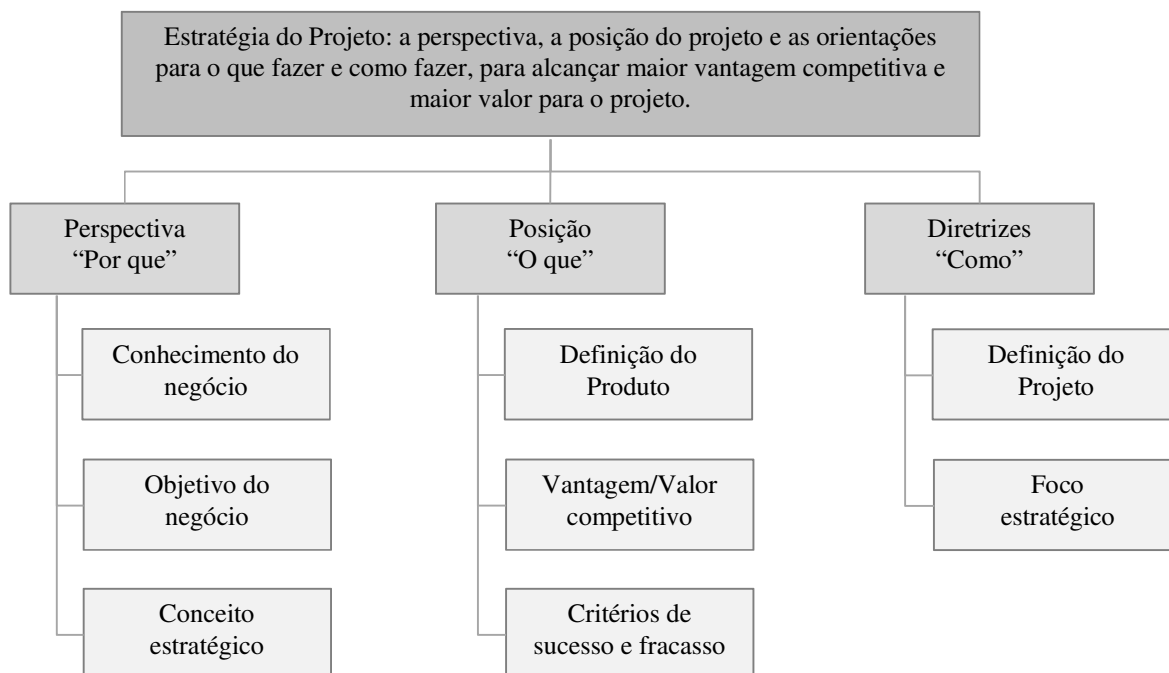 Estratégia do Projeto: a perspectiva, a posição do projeto e as orientações
para o que fazer e como fazer, para alcançar maior vantagem competitiva e
maior valor para o projeto.
Perspectiva
“Por que”
Conhecimento do
negócio
Objetivo do
negócio
Conceito
estratégico
Posição
“O que”
Definição do
Produto
Vantagem/Valor
competitivo
Critérios de
sucesso e fracasso
Diretrizes
“Como”
Definição do
Projeto
Foco
estratégico